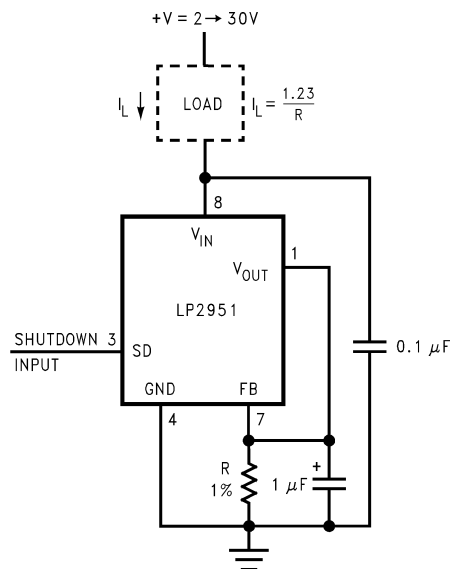 +V = 2→30V
I_L ↓
LOAD
I_L = 1.23/R
8
V_IN
1
V_OUT
LP2951
SHUTDOWN 3
INPUT
SD
0.1 µF
GND
FB
4
7
R
1%
+
1 µF